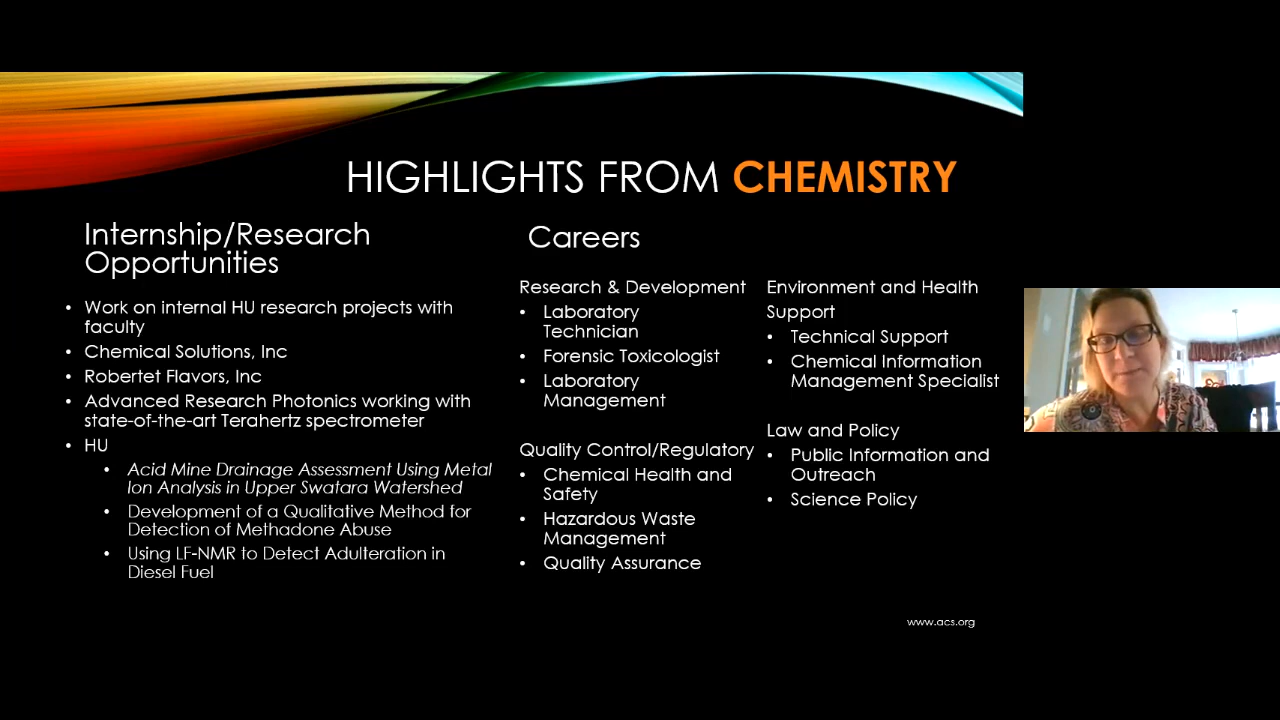 HIGHLIGHTS FROM CHEMISTRY
Internship/Research
Opportunities
• Work on internal HU research projects with
faculty
• Chemical Solutions, Inc
• Robertet Flavors, Inc
• Advanced Research Photonics working with
state-of-the-art Terahertz spectrometer
• HU
• Acid Mine Drainage Assessment Using Metal
Ion Analysis in Upper Swatara Watershed
• Development of a Qualitative Method for
Detection of Methadone Abuse
• Using LF-NMR to Detect Adulteration in
Diesel Fuel
Careers
Research & Development
• Laboratory
Technician
• Forensic Toxicologist
• Laboratory
Management
Quality Control/Regulatory
• Chemical Health and
Safety
• Hazardous Waste
Management
• Quality Assurance
Environment and Health
Support
• Technical Support
• Chemical Information
Management Specialist
Law and Policy
• Public Information and
Outreach
• Science Policy
www.acs.org